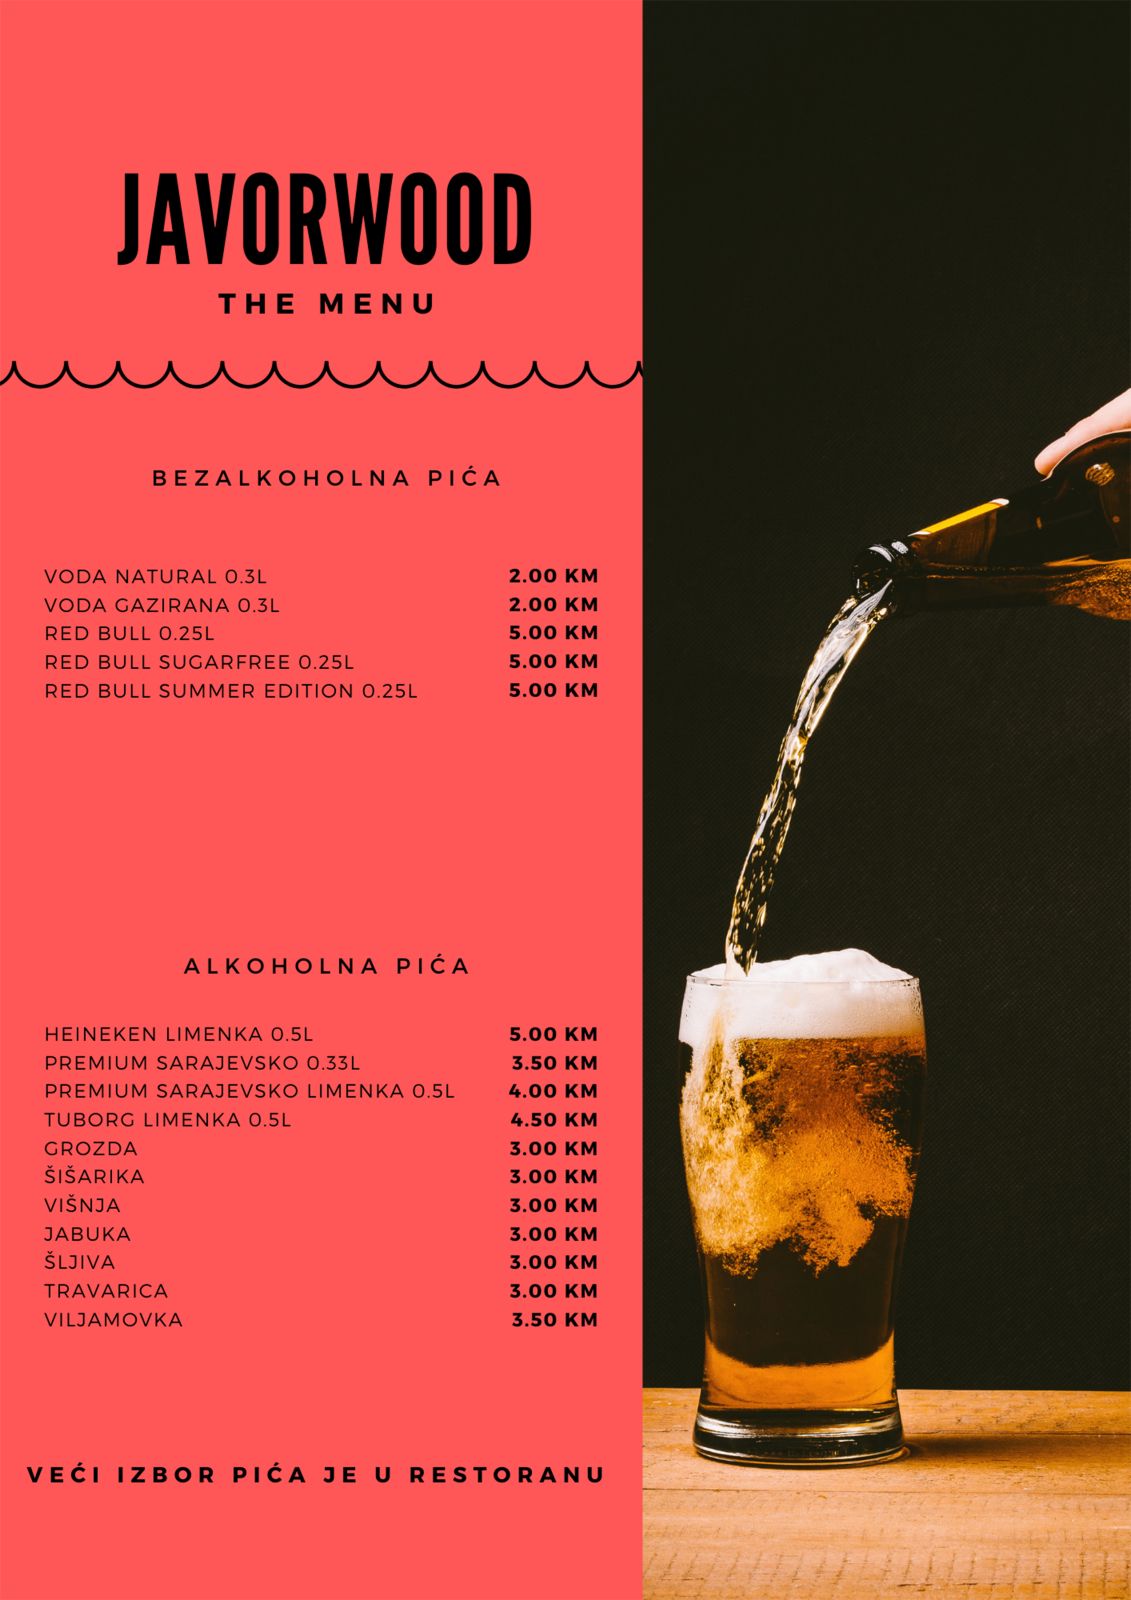 JAVORWOOD
THE MENU
BEZALKOHOLNA PIĆA
VODA NATURAL 0.3L 2.00 KM
VODA GAZIRANA 0.3L 2.00 KM
RED BULL 0.25L 5.00 KM
RED BULL SUGARFREE 0.25L 5.00 KM
RED BULL SUMMER EDITION 0.25L 5.00 KM
ALKOHOLNA PIĆA
HEINEKEN LIMENKA 0.5L 5.00 KM
PREMIUM SARAJEVSKO 0.33L 3.50 KM
PREMIUM SARAJEVSKO LIMENKA 0.5L 4.00 KM
TUBORG LIMENKA 0.5L 4.50 KM
GROZDA 3.00 KM
ŠIŠARIKA 3.00 KM
VIŠNJA 3.00 KM
JABUKA 3.00 KM
ŠLJIVA 3.00 KM
TRAVARICA 3.00 KM
VILJAMOVKA 3.50 KM
VEĆI IZBOR PIĆA JE U RESTORANU